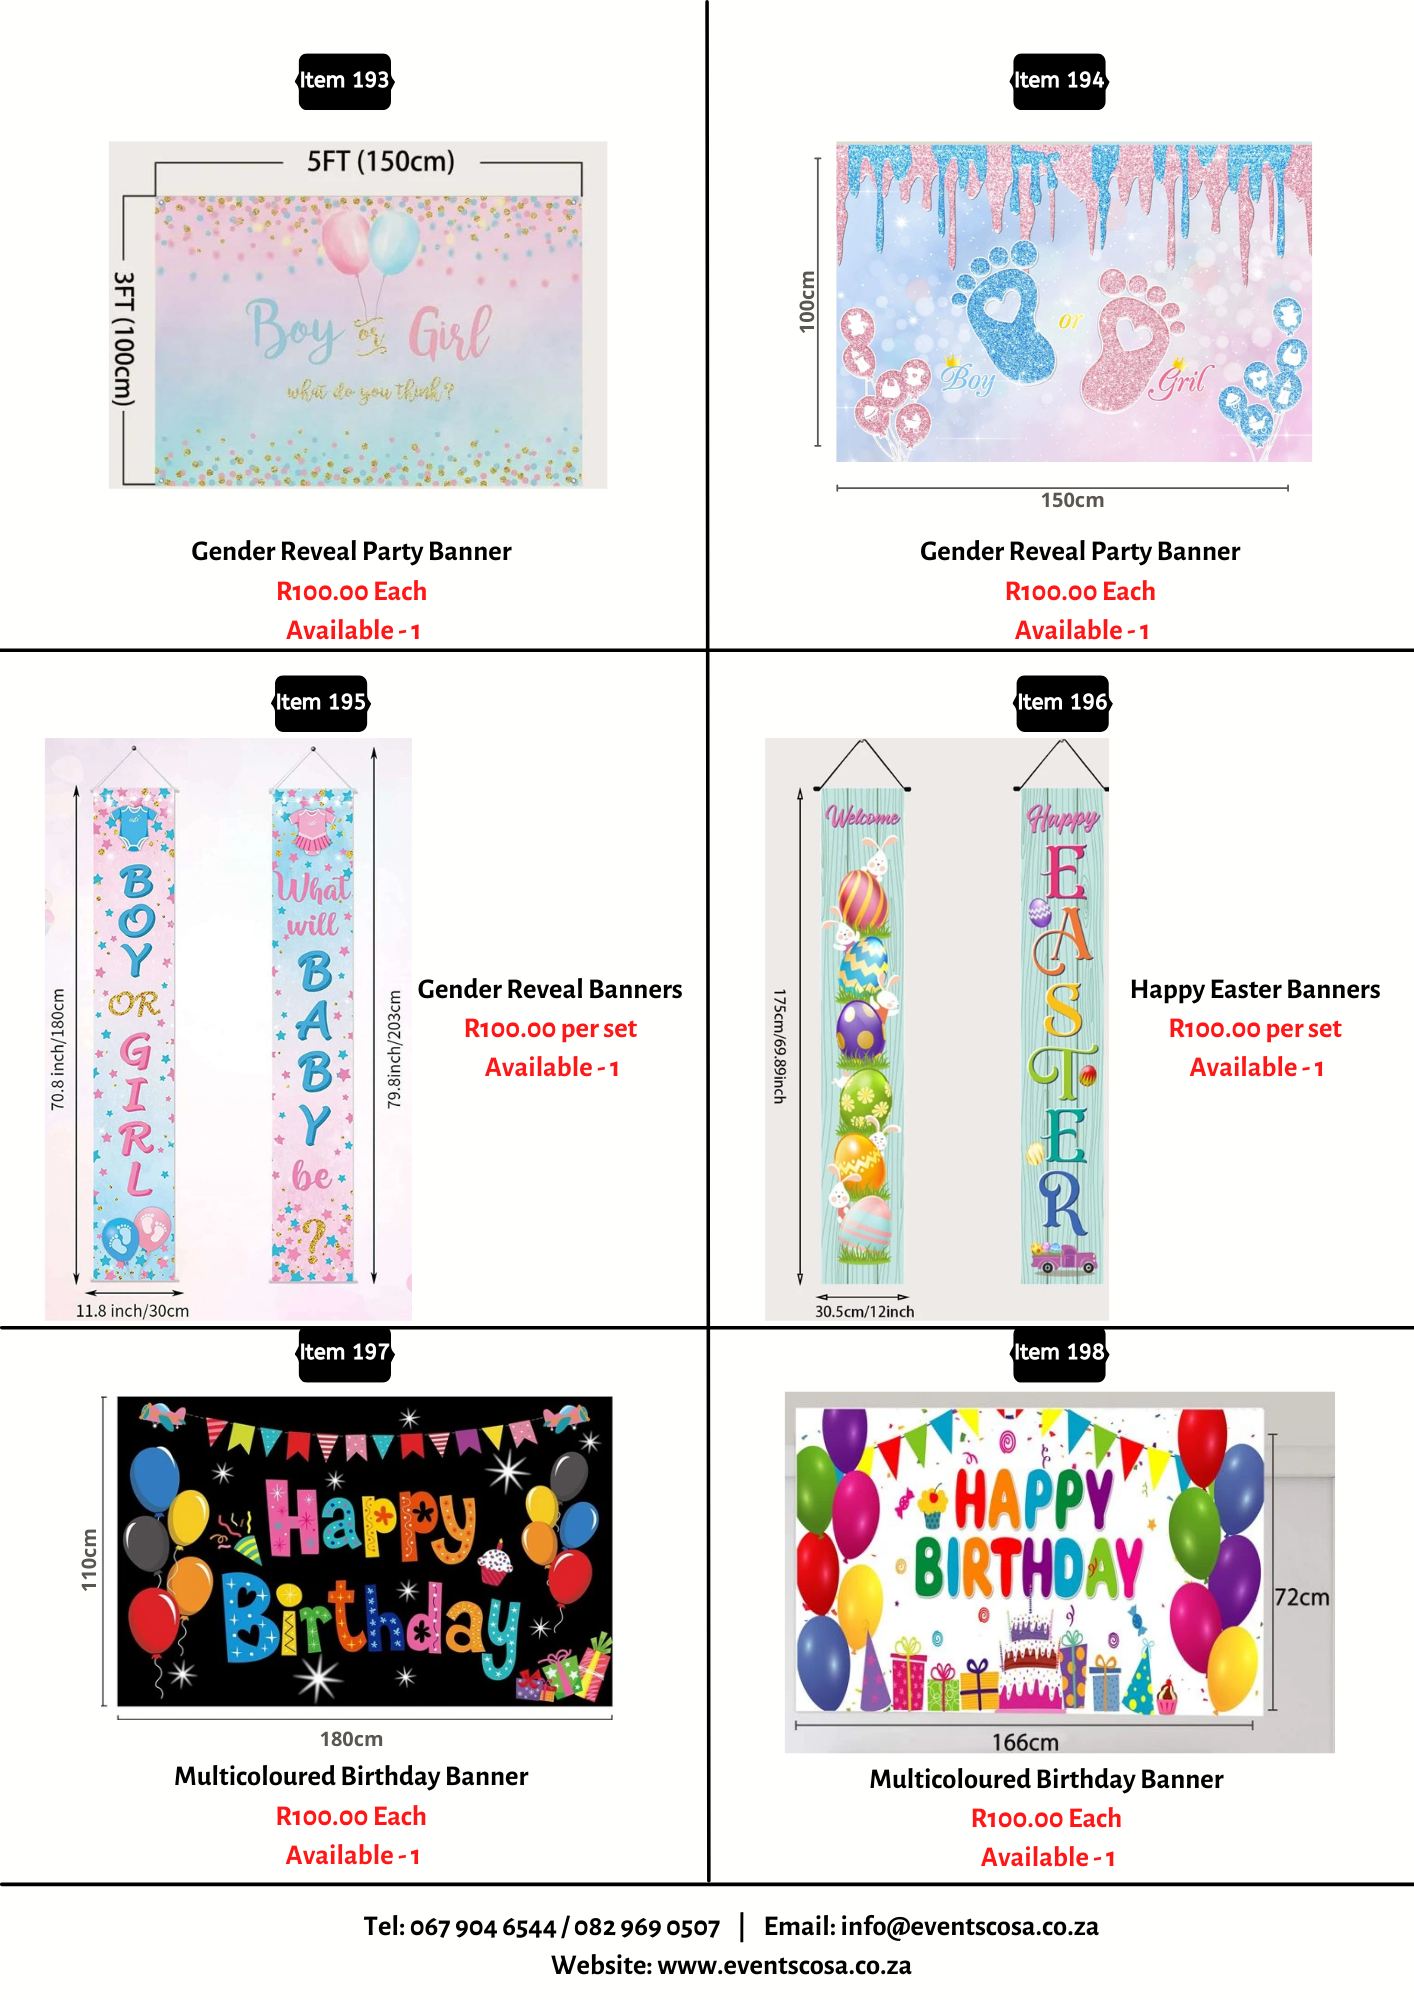 Item 193
5FT (150cm)
3FT (100cm)
Boy or Girl
what do you think?
Gender Reveal Party Banner
R100.00 Each
Available - 1
Item 194
100cm
or
Boy
Gril
150cm
Gender Reveal Party Banner
R100.00 Each
Available - 1
Item 195
70.8 inch/180cm
BOY
OR
GIRL
What
will
BABY
be
?
79.8inch/203cm
11.8 inch/30cm
Gender Reveal Banners
R100.00 per set
Available - 1
Item 196
175cm/69.89inch
Welcome
Happy
EASTER
30.5cm/12inch
Happy Easter Banners
R100.00 per set
Available - 1
Item 197
110cm
Happy
Birthday
180cm
Multicoloured Birthday Banner
R100.00 Each
Available - 1
Item 198
HAPPY
BIRTHDAY
72cm
166cm
Multicoloured Birthday Banner
R100.00 Each
Available - 1
Tel: 067 904 6544 / 082 969 0507 | Email: info@eventscosa.co.za
Website: www.eventscosa.co.za